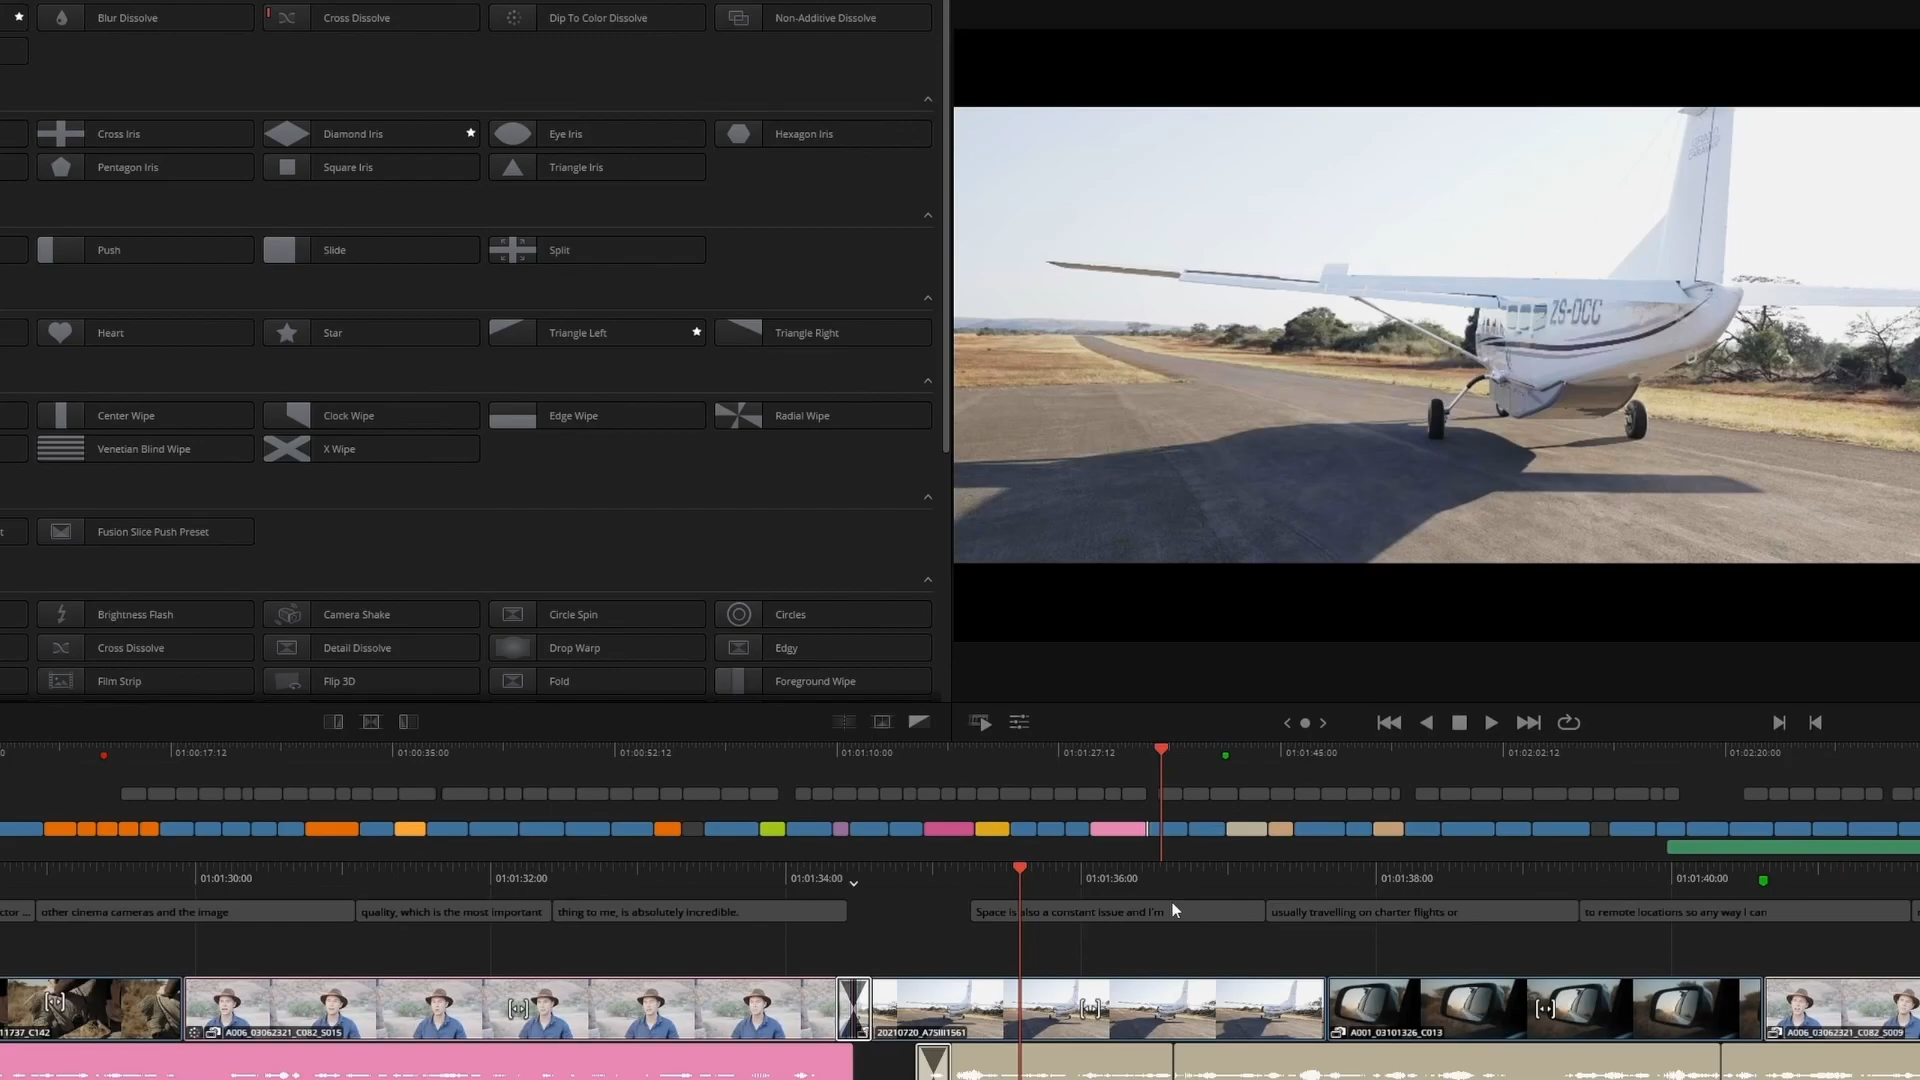 Blur Dissolve
Cross Dissolve
Dip To Color Dissolve
Non-Additive Dissolve
Cross Iris
Diamond Iris
Eye Iris
Hexagon Iris
Pentagon Iris
Square Iris
Triangle Iris
Push
Slide
Split
Heart
Star
Triangle Left
Triangle Right
Center Wipe
Clock Wipe
Edge Wipe
Radial Wipe
Venetian Blind Wipe
X Wipe
t
Fusion Slice Push Preset
Brightness Flash
Camera Shake
Circle Spin
Circles
Cross Dissolve
Detail Dissolve
Drop Warp
Edgy
Film Strip
Flip 3D
Fold
Foreground Wipe
ZS-OCC
0
01:00:17:12
01:00:35:00
01:00:52:12
01:01:10:00
01:01:27:12
01:01:45:00
01:02:02:12
01:02:20:00
01:01:30:00
01:01:32:00
01:01:34:00
01:01:36:00
01:01:38:00
01:01:40:00
ctor ...
other cinema cameras and the image
quality, which is the most important
thing to me, is absolutely incredible.
Space is also a constant issue and I'm
usually travelling on charter flights or
to remote locations so any way I can
11737_C142
A006_03062321_C082_S015
20210720_A7SIII1561
A001_03101326_C013
A006_03062321_C082_S009